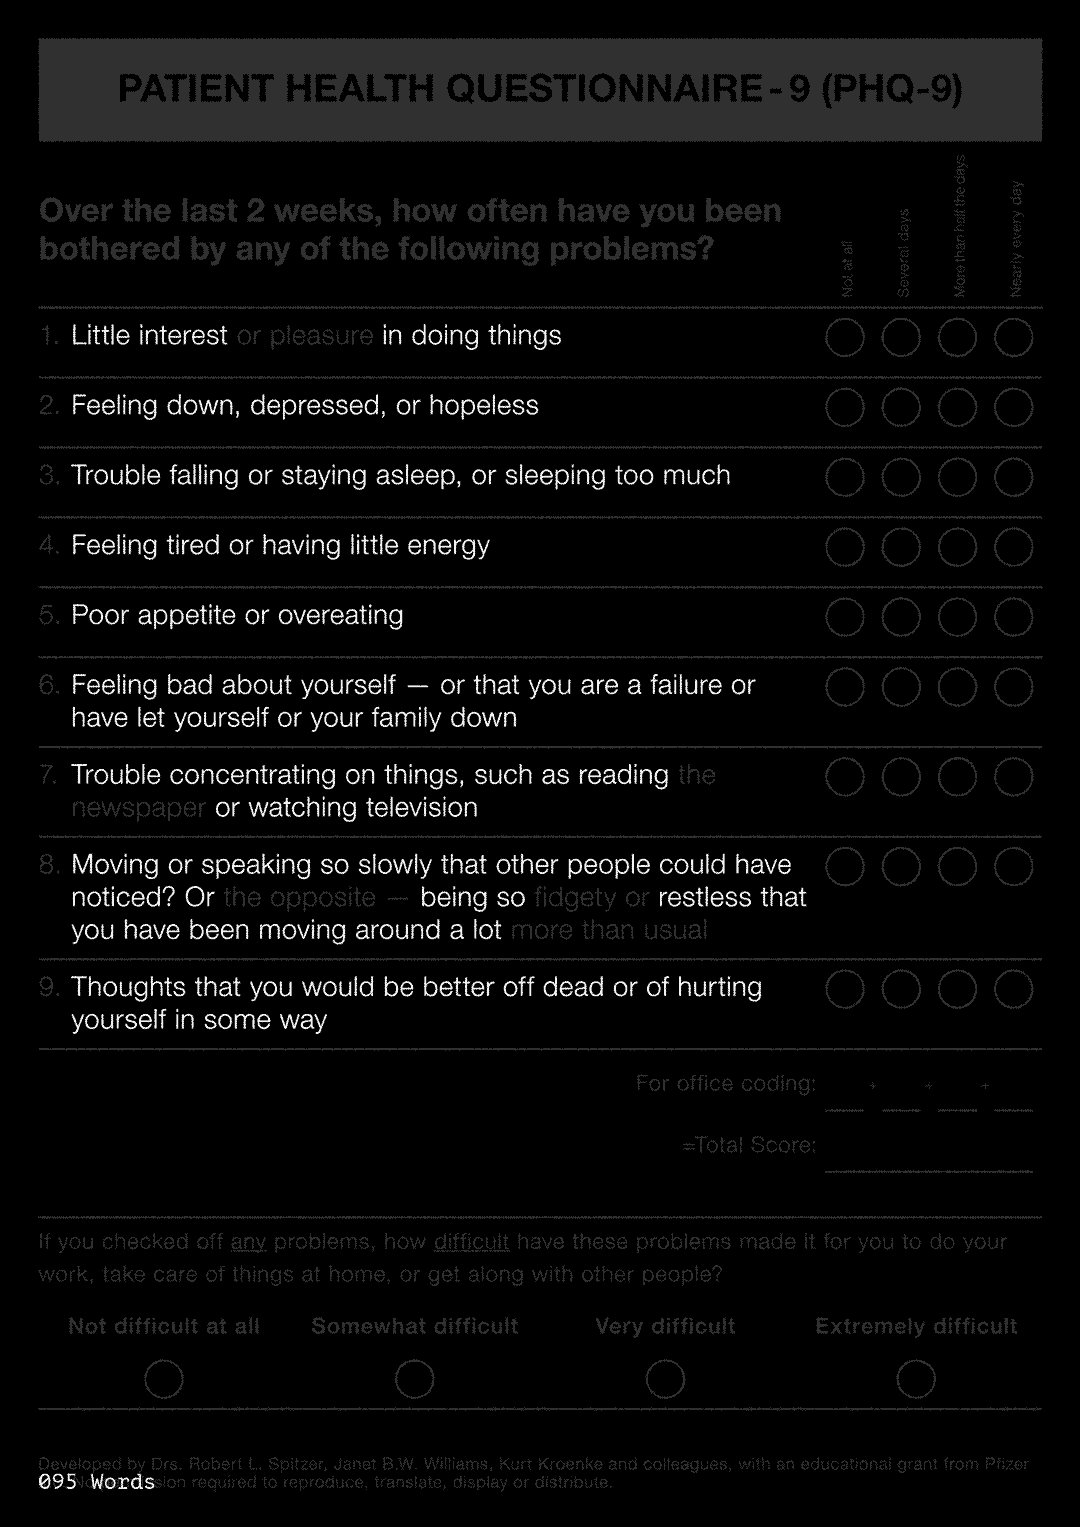 PATIENT HEALTH QUESTIONNAIRE - 9 (PHQ-9)
Over the last 2 weeks, how often have you been
bothered by any of the following problems?
Not at all
Several days
More than half the days
Nearly every day
1. Little interest or pleasure in doing things
2. Feeling down, depressed, or hopeless
3. Trouble falling or staying asleep, or sleeping too much
4. Feeling tired or having little energy
5. Poor appetite or overeating
6. Feeling bad about yourself — or that you are a failure or
have let yourself or your family down
7. Trouble concentrating on things, such as reading the
newspaper or watching television
8. Moving or speaking so slowly that other people could have
noticed? Or the opposite — being so fidgety or restless that
you have been moving around a lot more than usual
9. Thoughts that you would be better off dead or of hurting
yourself in some way
For office coding: + + +
=Total Score:
If you checked off any problems, how difficult have these problems made it for you to do your
work, take care of things at home, or get along with other people?
Not difficult at all Somewhat difficult Very difficult Extremely difficult
Developed by Drs. Robert L. Spitzer, Janet B.W. Williams, Kurt Kroenke and colleagues, with an educational grant from Pfizer
095 Words
required to reproduce, translate, display or distribute.